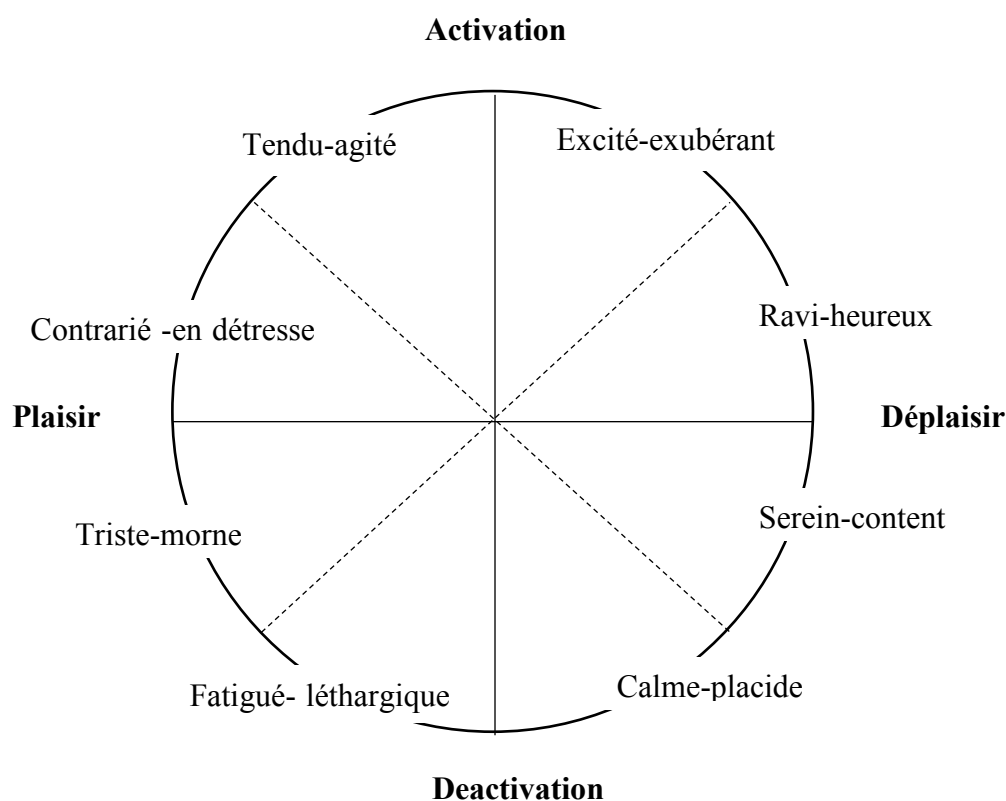 Activation
Tendu-agité
Excité-exubérant
Contrarié -en détresse
Ravi-heureux
Plaisir
Déplaisir
Triste-morne
Serein-content
Fatigué- léthargique
Calme-placide
Deactivation